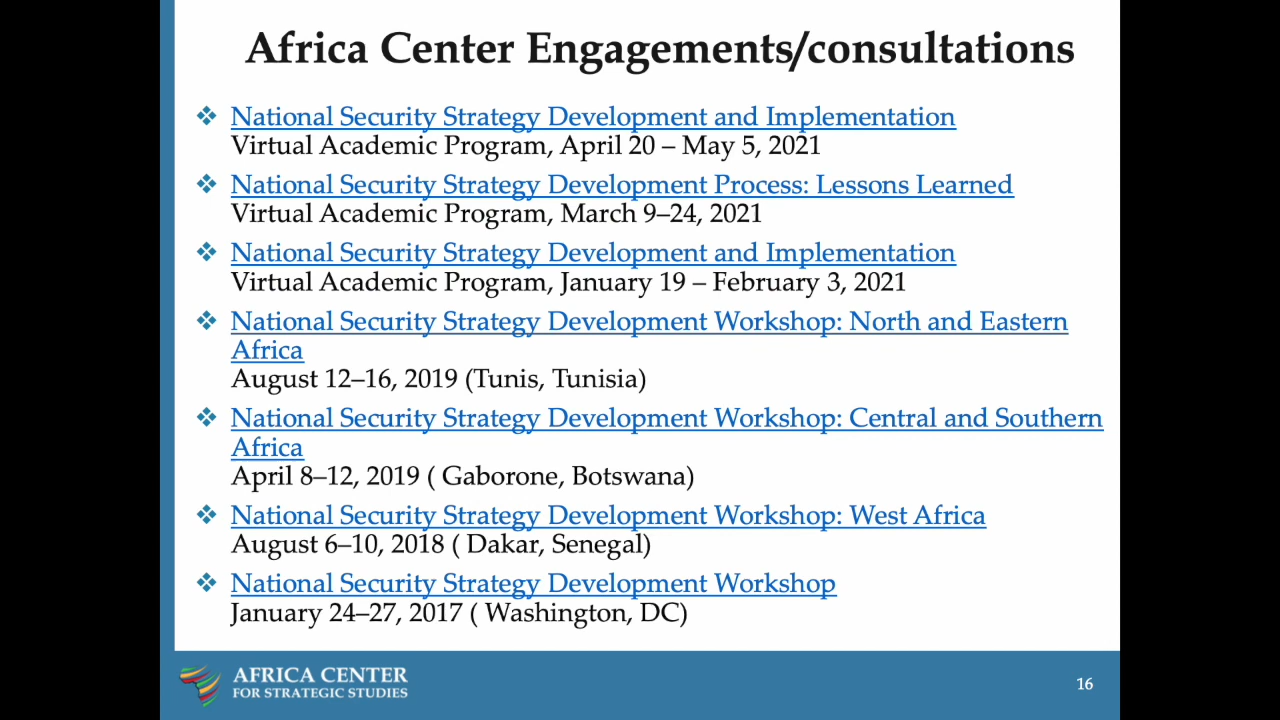 Africa Center Engagements/consultations
❖ National Security Strategy Development and Implementation
Virtual Academic Program, April 20 – May 5, 2021
❖ National Security Strategy Development Process: Lessons Learned
Virtual Academic Program, March 9–24, 2021
❖ National Security Strategy Development and Implementation
Virtual Academic Program, January 19 – February 3, 2021
❖ National Security Strategy Development Workshop: North and Eastern
Africa
August 12–16, 2019 (Tunis, Tunisia)
❖ National Security Strategy Development Workshop: Central and Southern
Africa
April 8–12, 2019 ( Gaborone, Botswana)
❖ National Security Strategy Development Workshop: West Africa
August 6–10, 2018 ( Dakar, Senegal)
❖ National Security Strategy Development Workshop
January 24–27, 2017 ( Washington, DC)
AFRICA CENTER
FOR STRATEGIC STUDIES
16